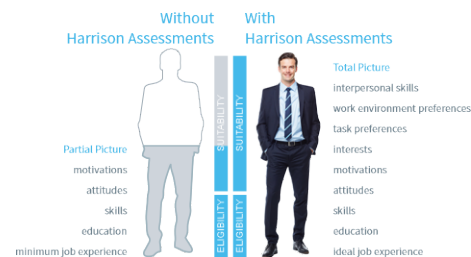 Without
Harrison Assessments
With
Harrison Assessments
Partial Picture
motivations
attitudes
skills
education
minimum job experience
SUITABILITY
ELIGIBILITY
SUITABILITY
ELIGIBILITY
Total Picture
interpersonal skills
work environment preferences
task preferences
interests
motivations
attitudes
skills
education
ideal job experience